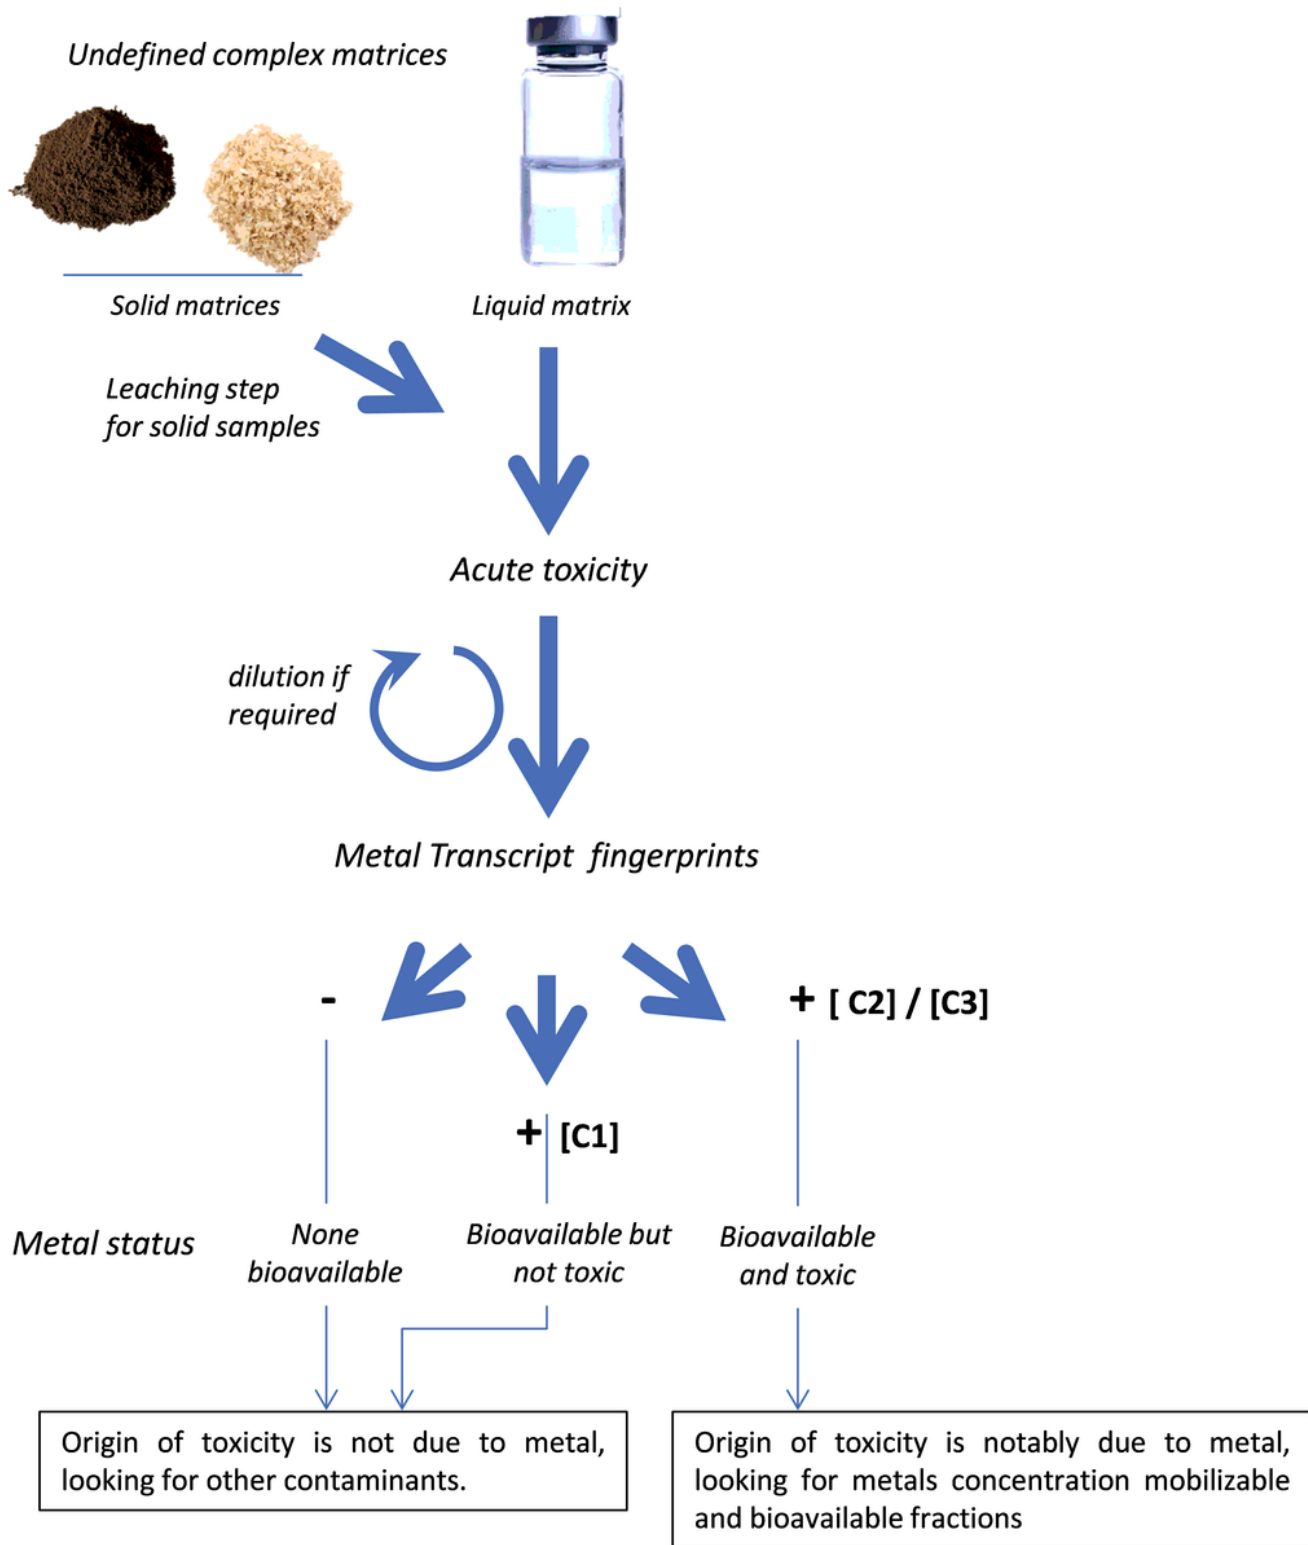 Undefined complex matrices
Solid matrices
Liquid matrix
Leaching step
for solid samples
Acute toxicity
dilution if
required
Metal Transcript fingerprints
-
+ [ C2] / [C3]
+ [C1]
Metal status
None
bioavailable
Bioavailable but
not toxic
Bioavailable
and toxic
Origin of toxicity is not due to metal,
looking for other contaminants.
Origin of toxicity is notably due to metal,
looking for metals concentration mobilizable
and bioavailable fractions